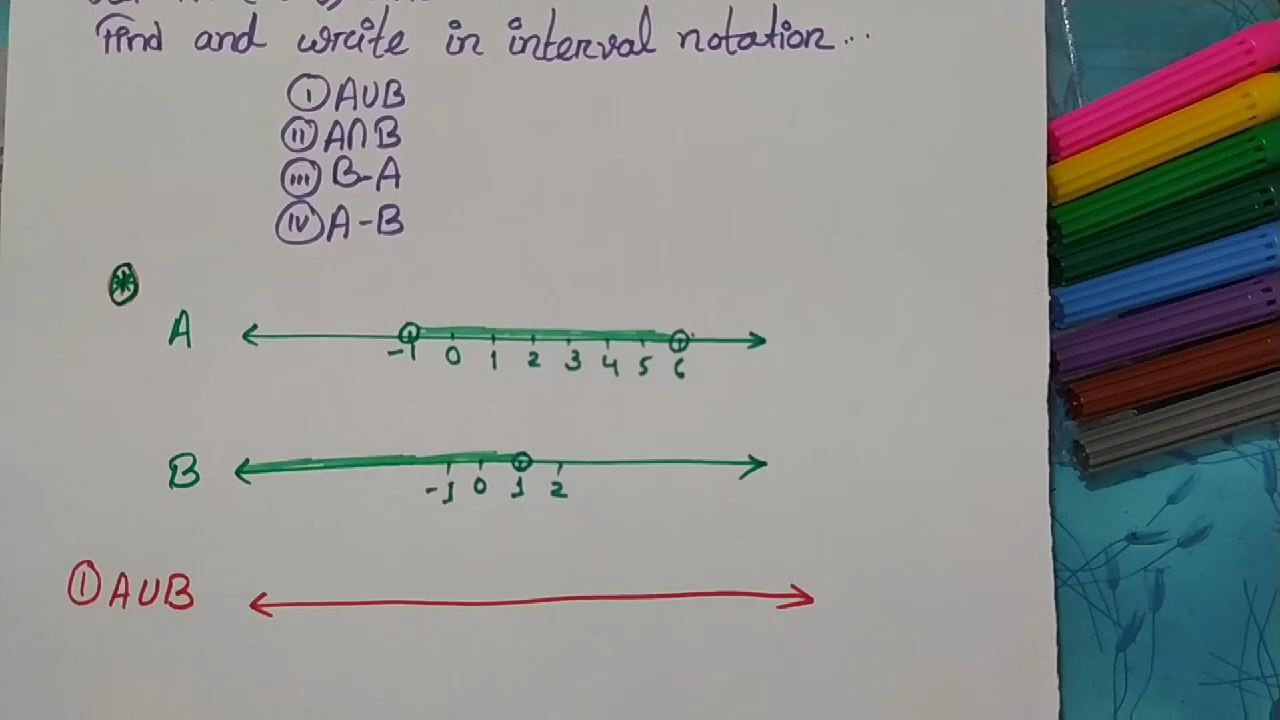 Find and write in interval notation...
(i) A∪B
(ii) A∩B
(iii) B-A
(iv) A-B
A
-1 0 1 2 3 4 5 6
B
-1 0 1 2
(i) A∪B